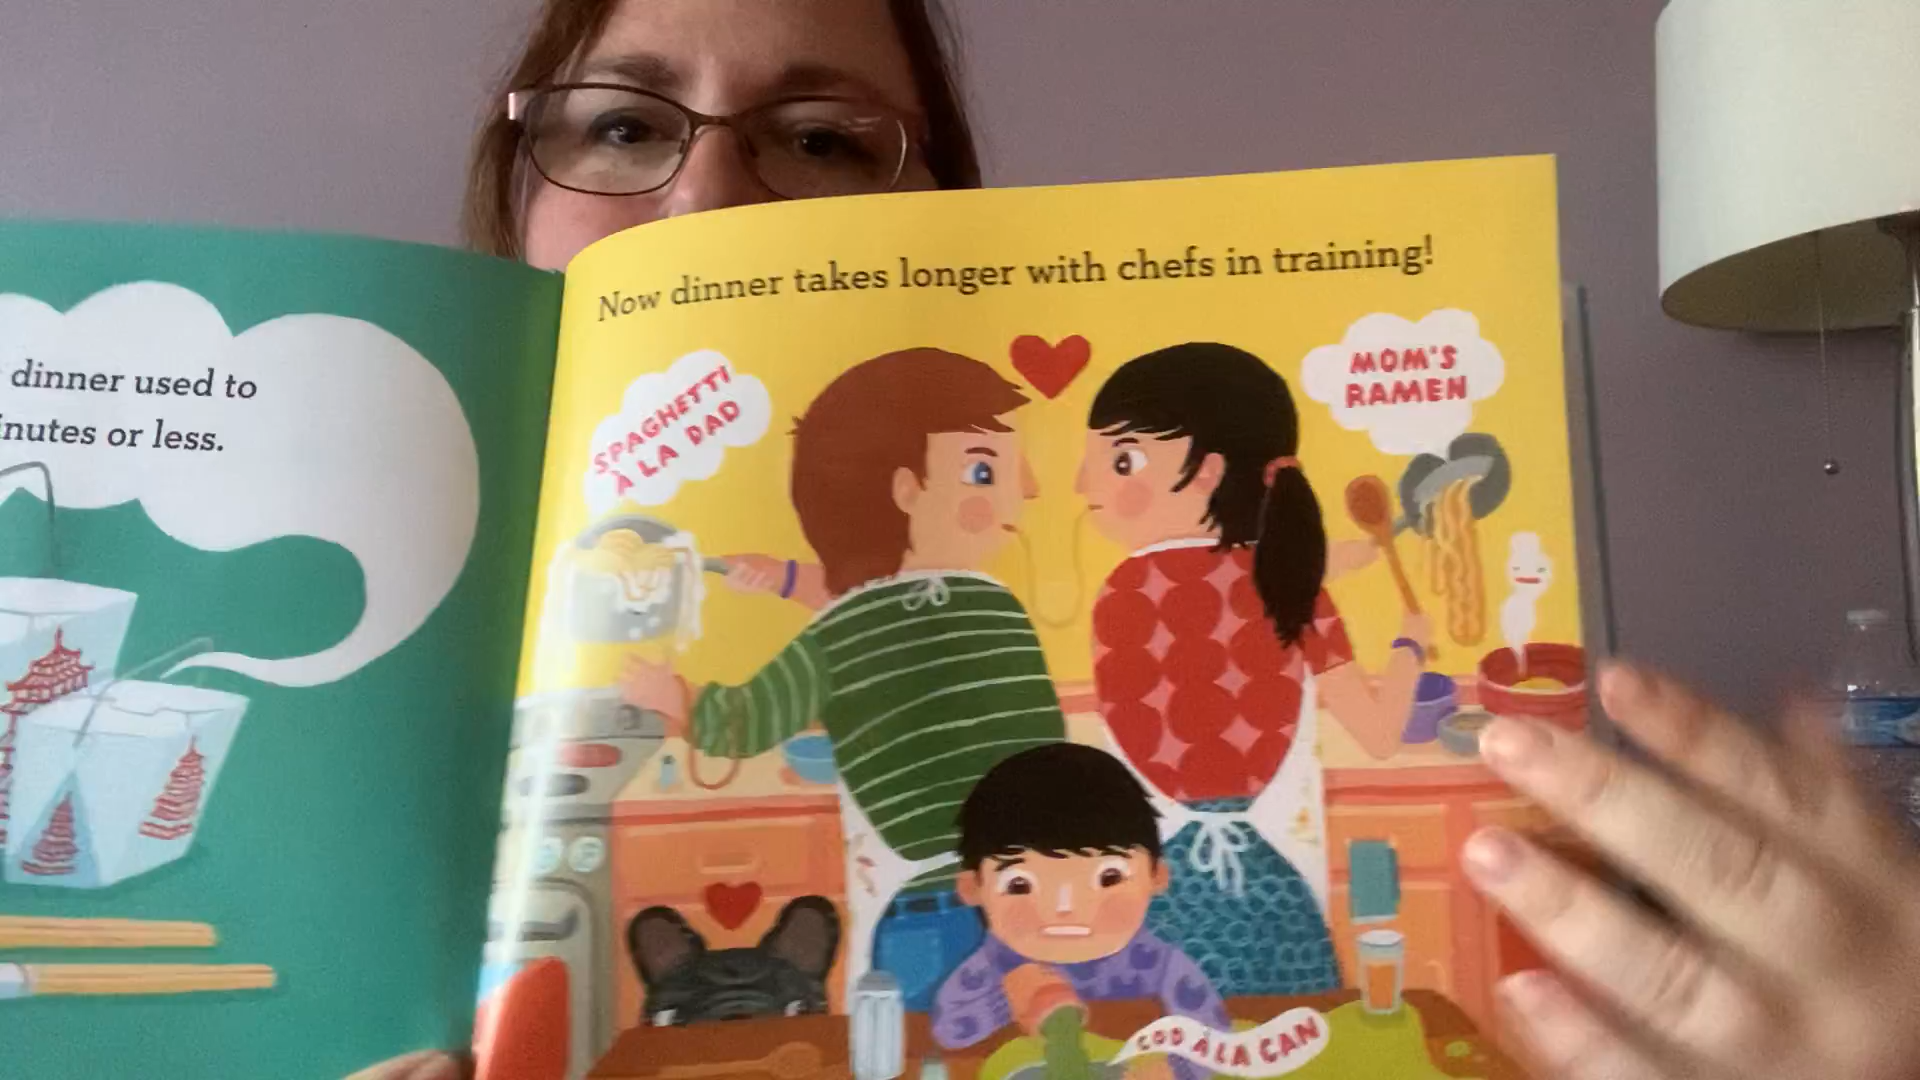 dinner used to
minutes or less.
Now dinner takes longer with chefs in training!
SPAGHETTI
À LA DAD
MOM'S
RAMEN
COD À LA CAN